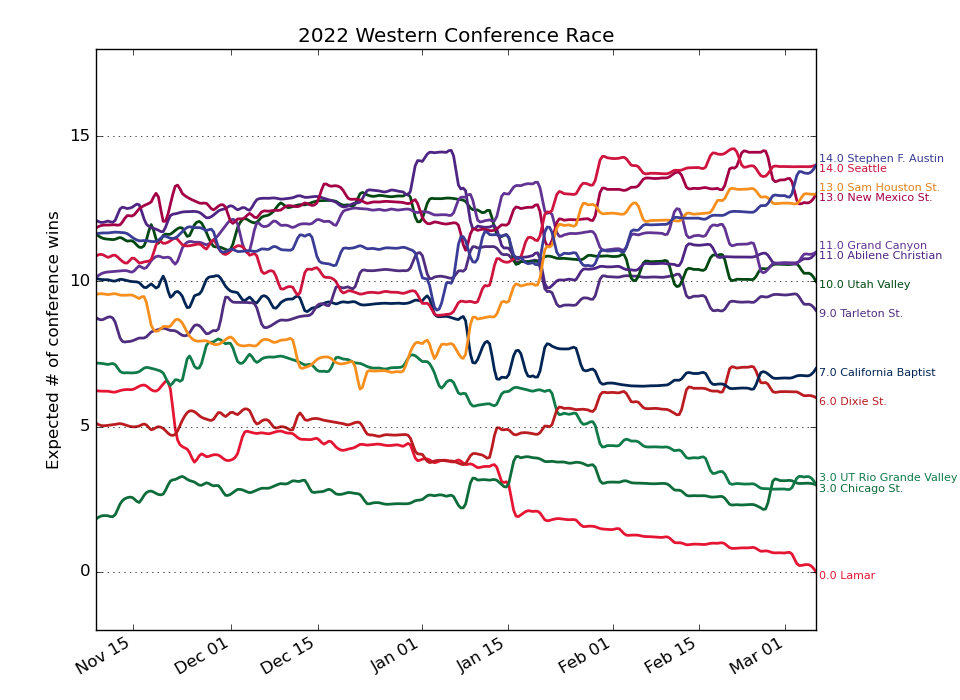 2022 Western Conference Race
Expected # of conference wins
15
10
5
0
14.0 Stephen F. Austin
14.0 Seattle
13.0 Sam Houston St.
13.0 New Mexico St.
11.0 Grand Canyon
11.0 Abilene Christian
10.0 Utah Valley
9.0 Tarleton St.
7.0 California Baptist
6.0 Dixie St.
3.0 UT Rio Grande Valley
3.0 Chicago St.
0.0 Lamar
Nov 15
Dec 01
Dec 15
Jan 01
Jan 15
Feb 01
Feb 15
Mar 01